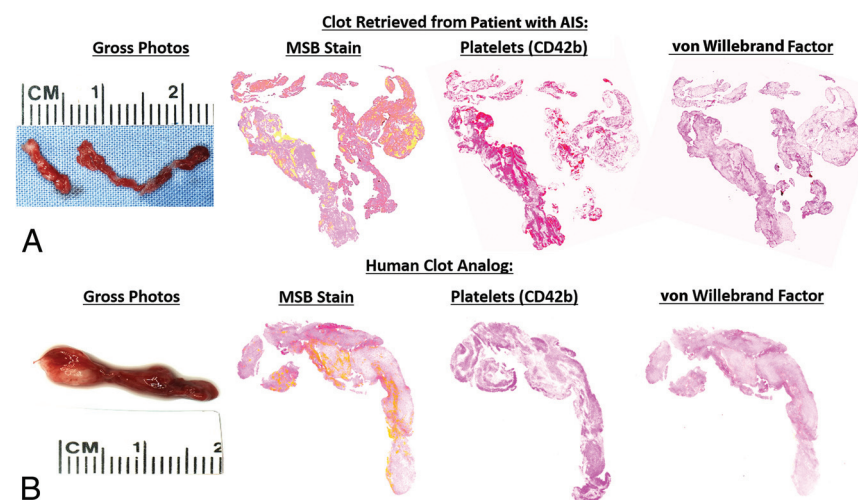 Clot Retrieved from Patient with AIS:
Gross Photos MSB Stain Platelets (CD42b) von Willebrand Factor
CM 1 2
A
Human Clot Analog:
Gross Photos MSB Stain Platelets (CD42b) von Willebrand Factor
CM 1 2
B